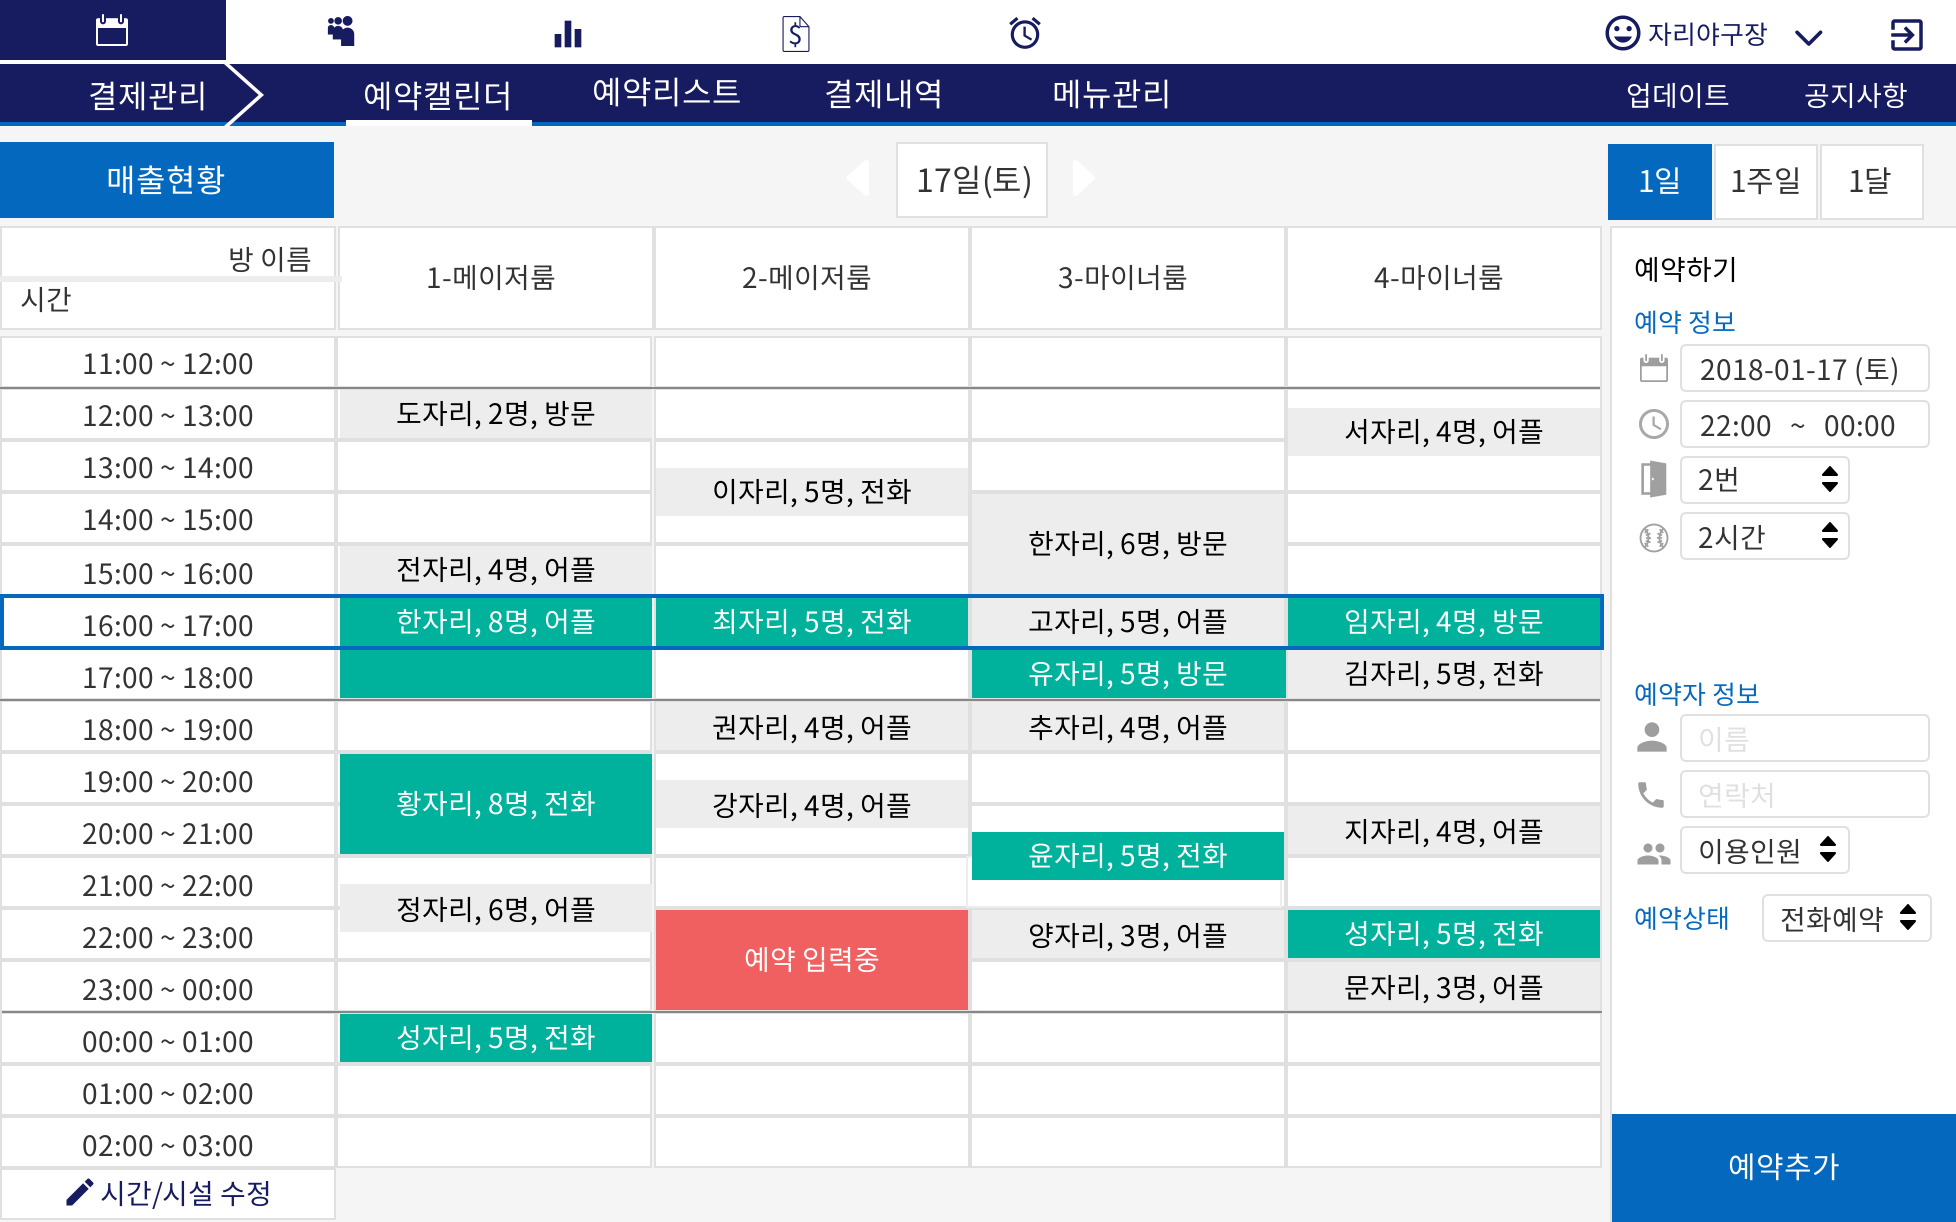 자리야구장
결제관리 예약캘린더 예약리스트 결제내역 메뉴관리 업데이트 공지사항
매출현황 17일(토) 1일 1주일 1달
방 이름
시간
1-메이저룸 2-메이저룸 3-마이너룸 4-마이너룸
11:00 ~ 12:00
12:00 ~ 13:00 도자리, 2명, 방문 서자리, 4명, 어플
13:00 ~ 14:00
이자리, 5명, 전화
14:00 ~ 15:00
한자리, 6명, 방문
15:00 ~ 16:00 전자리, 4명, 어플
16:00 ~ 17:00 한자리, 8명, 어플 최자리, 5명, 전화 고자리, 5명, 어플 임자리, 4명, 방문
17:00 ~ 18:00 유자리, 5명, 방문 김자리, 5명, 전화
18:00 ~ 19:00 권자리, 4명, 어플 추자리, 4명, 어플
19:00 ~ 20:00
황자리, 8명, 전화 강자리, 4명, 어플
20:00 ~ 21:00 지자리, 4명, 어플
윤자리, 5명, 전화
21:00 ~ 22:00
정자리, 6명, 어플
22:00 ~ 23:00 양자리, 3명, 어플 성자리, 5명, 전화
예약 입력중
23:00 ~ 00:00 문자리, 3명, 어플
00:00 ~ 01:00 성자리, 5명, 전화
01:00 ~ 02:00
02:00 ~ 03:00
시간/시설 수정
예약하기
예약 정보
2018-01-17 (토)
22:00 ~ 00:00
2번
2시간
예약자 정보
이름
연락처
이용인원
예약상태 전화예약
예약추가